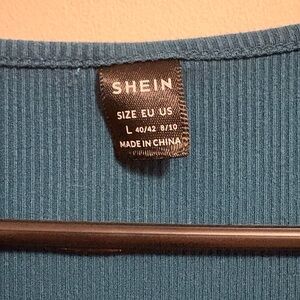 SHEIN
SIZE EU US
L 40/42 8/10
MADE IN CHINA